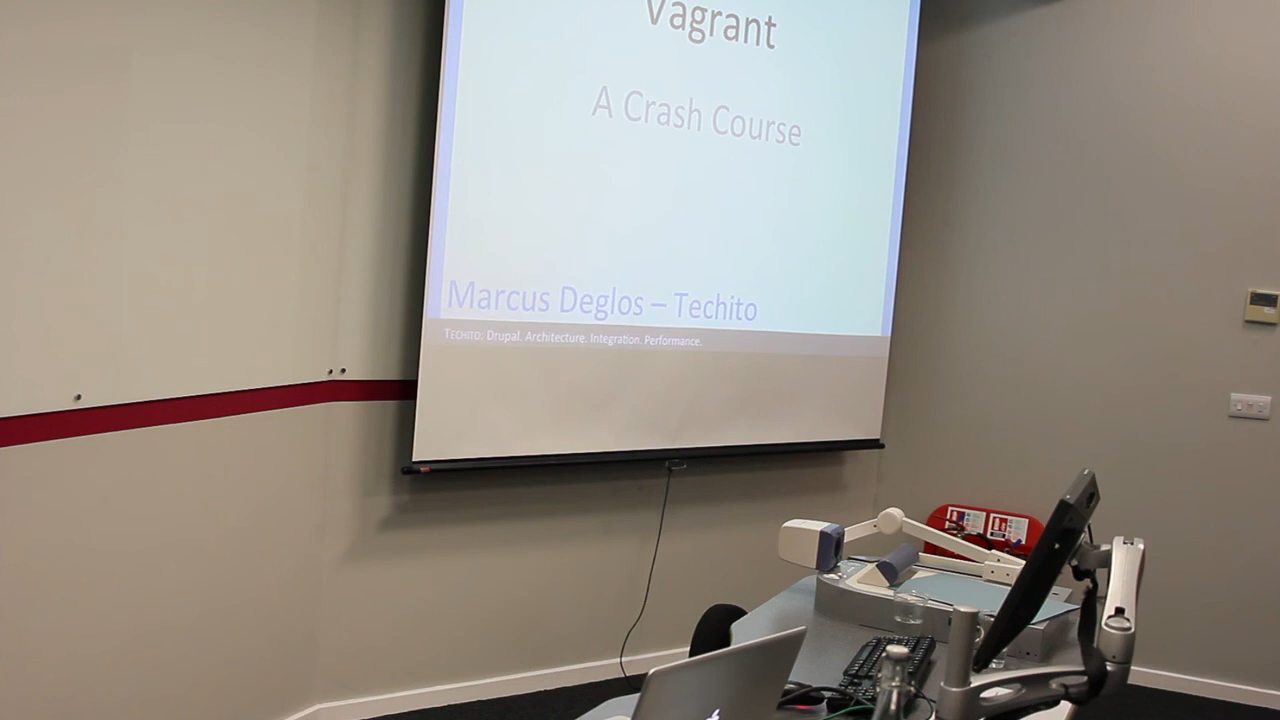 Vagrant
A Crash Course
Marcus Deglos – Techito
TECHITO: Drupal. Architecture. Integration. Performance.